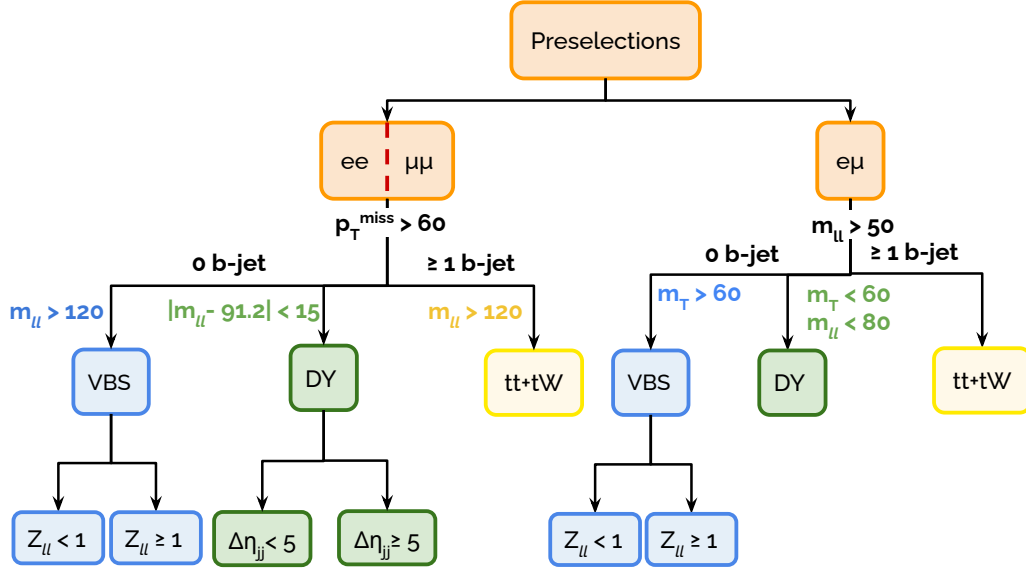 Preselections
ee μμ
eμ
p_T^miss > 60
m_ll > 50
0 b-jet
≥ 1 b-jet
0 b-jet
≥ 1 b-jet
m_ll > 120
|m_ll - 91.2| < 15
m_ll > 120
m_T > 60
m_T < 60
m_ll < 80
VBS
DY
tt+tW
VBS
DY
tt+tW
Z_ll < 1
Z_ll ≥ 1
Δη_jj < 5
Δη_jj ≥ 5
Z_ll < 1
Z_ll ≥ 1